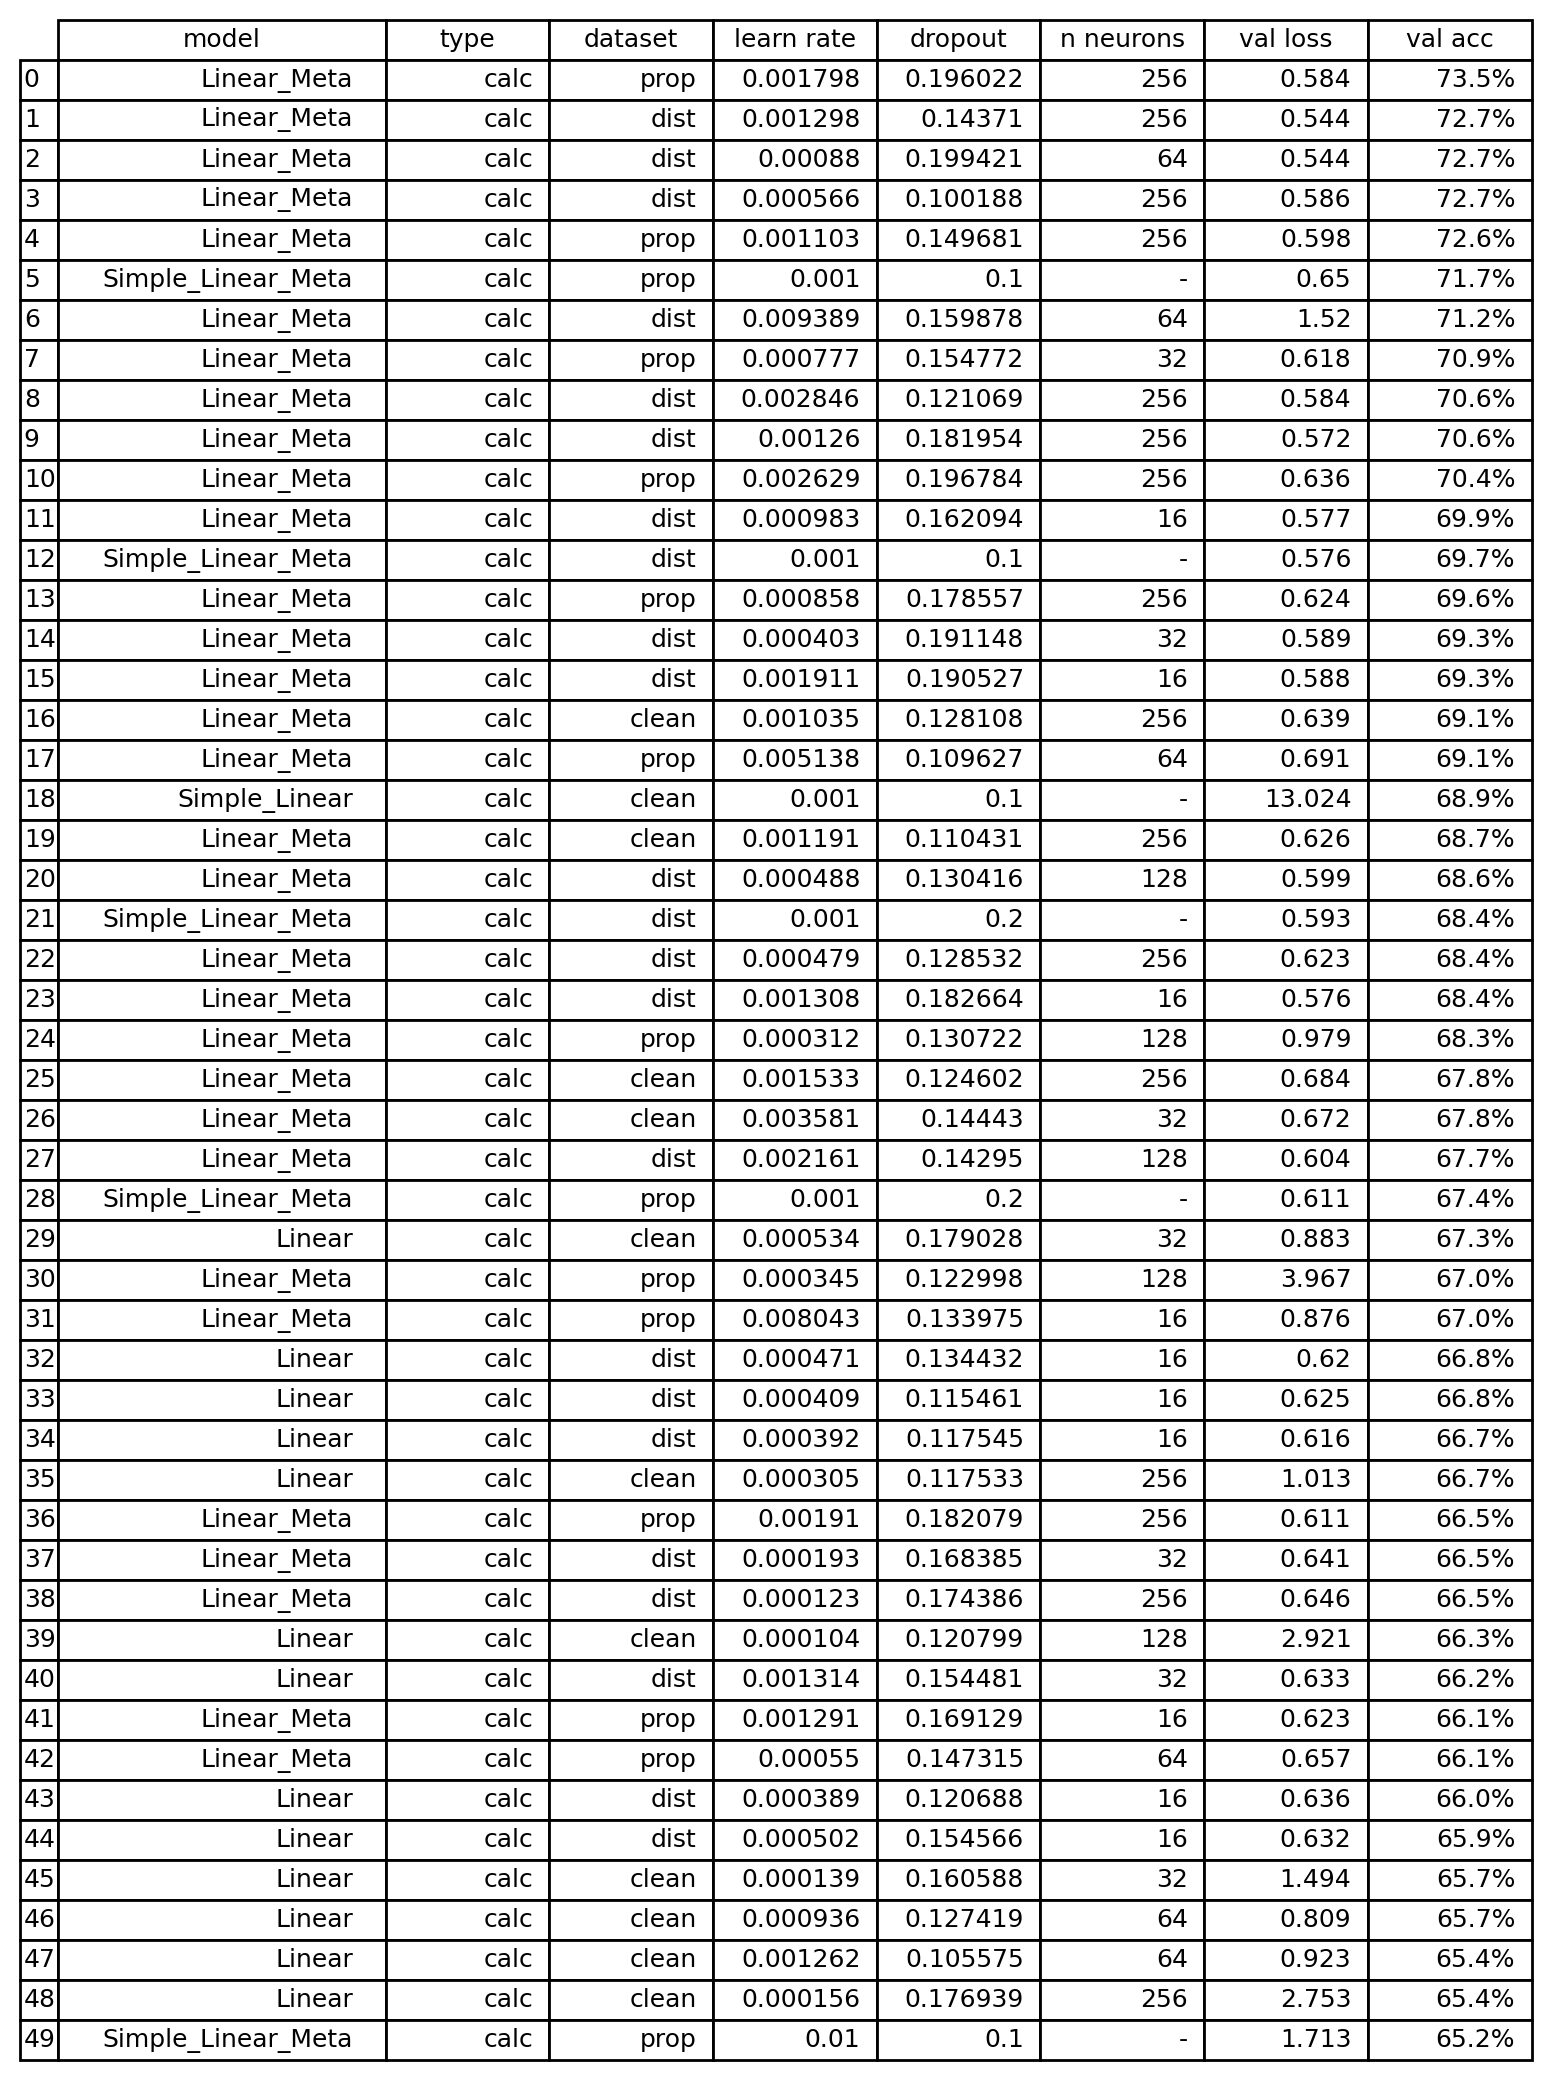 model type dataset learn rate dropout n neurons val loss val acc
0 Linear_Meta calc prop 0.001798 0.196022 256 0.584 73.5%
1 Linear_Meta calc dist 0.001298 0.14371 256 0.544 72.7%
2 Linear_Meta calc dist 0.00088 0.199421 64 0.544 72.7%
3 Linear_Meta calc dist 0.000566 0.100188 256 0.586 72.7%
4 Linear_Meta calc prop 0.001103 0.149681 256 0.598 72.6%
5 Simple_Linear_Meta calc prop 0.001 0.1 - 0.65 71.7%
6 Linear_Meta calc dist 0.009389 0.159878 64 1.52 71.2%
7 Linear_Meta calc prop 0.000777 0.154772 32 0.618 70.9%
8 Linear_Meta calc dist 0.002846 0.121069 256 0.584 70.6%
9 Linear_Meta calc dist 0.00126 0.181954 256 0.572 70.6%
10 Linear_Meta calc prop 0.002629 0.196784 256 0.636 70.4%
11 Linear_Meta calc dist 0.000983 0.162094 16 0.577 69.9%
12 Simple_Linear_Meta calc dist 0.001 0.1 - 0.576 69.7%
13 Linear_Meta calc prop 0.000858 0.178557 256 0.624 69.6%
14 Linear_Meta calc dist 0.000403 0.191148 32 0.589 69.3%
15 Linear_Meta calc dist 0.001911 0.190527 16 0.588 69.3%
16 Linear_Meta calc clean 0.001035 0.128108 256 0.639 69.1%
17 Linear_Meta calc prop 0.005138 0.109627 64 0.691 69.1%
18 Simple_Linear calc clean 0.001 0.1 - 13.024 68.9%
19 Linear_Meta calc clean 0.001191 0.110431 256 0.626 68.7%
20 Linear_Meta calc dist 0.000488 0.130416 128 0.599 68.6%
21 Simple_Linear_Meta calc dist 0.001 0.2 - 0.593 68.4%
22 Linear_Meta calc dist 0.000479 0.128532 256 0.623 68.4%
23 Linear_Meta calc dist 0.001308 0.182664 16 0.576 68.4%
24 Linear_Meta calc prop 0.000312 0.130722 128 0.979 68.3%
25 Linear_Meta calc clean 0.001533 0.124602 256 0.684 67.8%
26 Linear_Meta calc clean 0.003581 0.14443 32 0.672 67.8%
27 Linear_Meta calc dist 0.002161 0.14295 128 0.604 67.7%
28 Simple_Linear_Meta calc prop 0.001 0.2 - 0.611 67.4%
29 Linear calc clean 0.000534 0.179028 32 0.883 67.3%
30 Linear_Meta calc prop 0.000345 0.122998 128 3.967 67.0%
31 Linear_Meta calc prop 0.008043 0.133975 16 0.876 67.0%
32 Linear calc dist 0.000471 0.134432 16 0.62 66.8%
33 Linear calc dist 0.000409 0.115461 16 0.625 66.8%
34 Linear calc dist 0.000392 0.117545 16 0.616 66.7%
35 Linear calc clean 0.000305 0.117533 256 1.013 66.7%
36 Linear_Meta calc prop 0.00191 0.182079 256 0.611 66.5%
37 Linear_Meta calc dist 0.000193 0.168385 32 0.641 66.5%
38 Linear_Meta calc dist 0.000123 0.174386 256 0.646 66.5%
39 Linear calc clean 0.000104 0.120799 128 2.921 66.3%
40 Linear calc dist 0.001314 0.154481 32 0.633 66.2%
41 Linear_Meta calc prop 0.001291 0.169129 16 0.623 66.1%
42 Linear_Meta calc prop 0.00055 0.147315 64 0.657 66.1%
43 Linear calc dist 0.000389 0.120688 16 0.636 66.0%
44 Linear calc dist 0.000502 0.154566 16 0.632 65.9%
45 Linear calc clean 0.000139 0.160588 32 1.494 65.7%
46 Linear calc clean 0.000936 0.127419 64 0.809 65.7%
47 Linear calc clean 0.001262 0.105575 64 0.923 65.4%
48 Linear calc clean 0.000156 0.176939 256 2.753 65.4%
49 Simple_Linear_Meta calc prop 0.01 0.1 - 1.713 65.2%